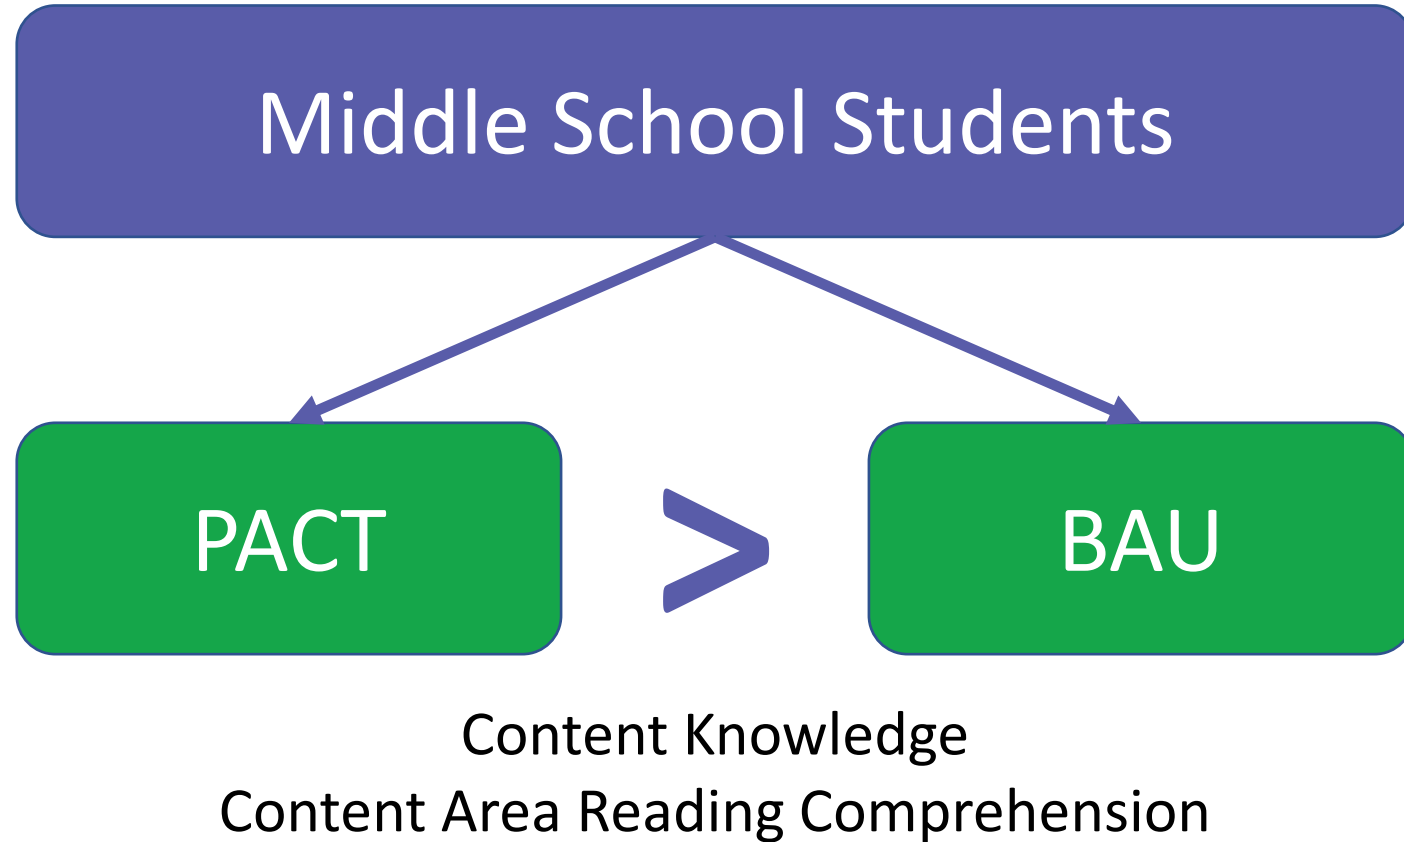 Middle School Students
PACT > BAU
Content Knowledge
Content Area Reading Comprehension